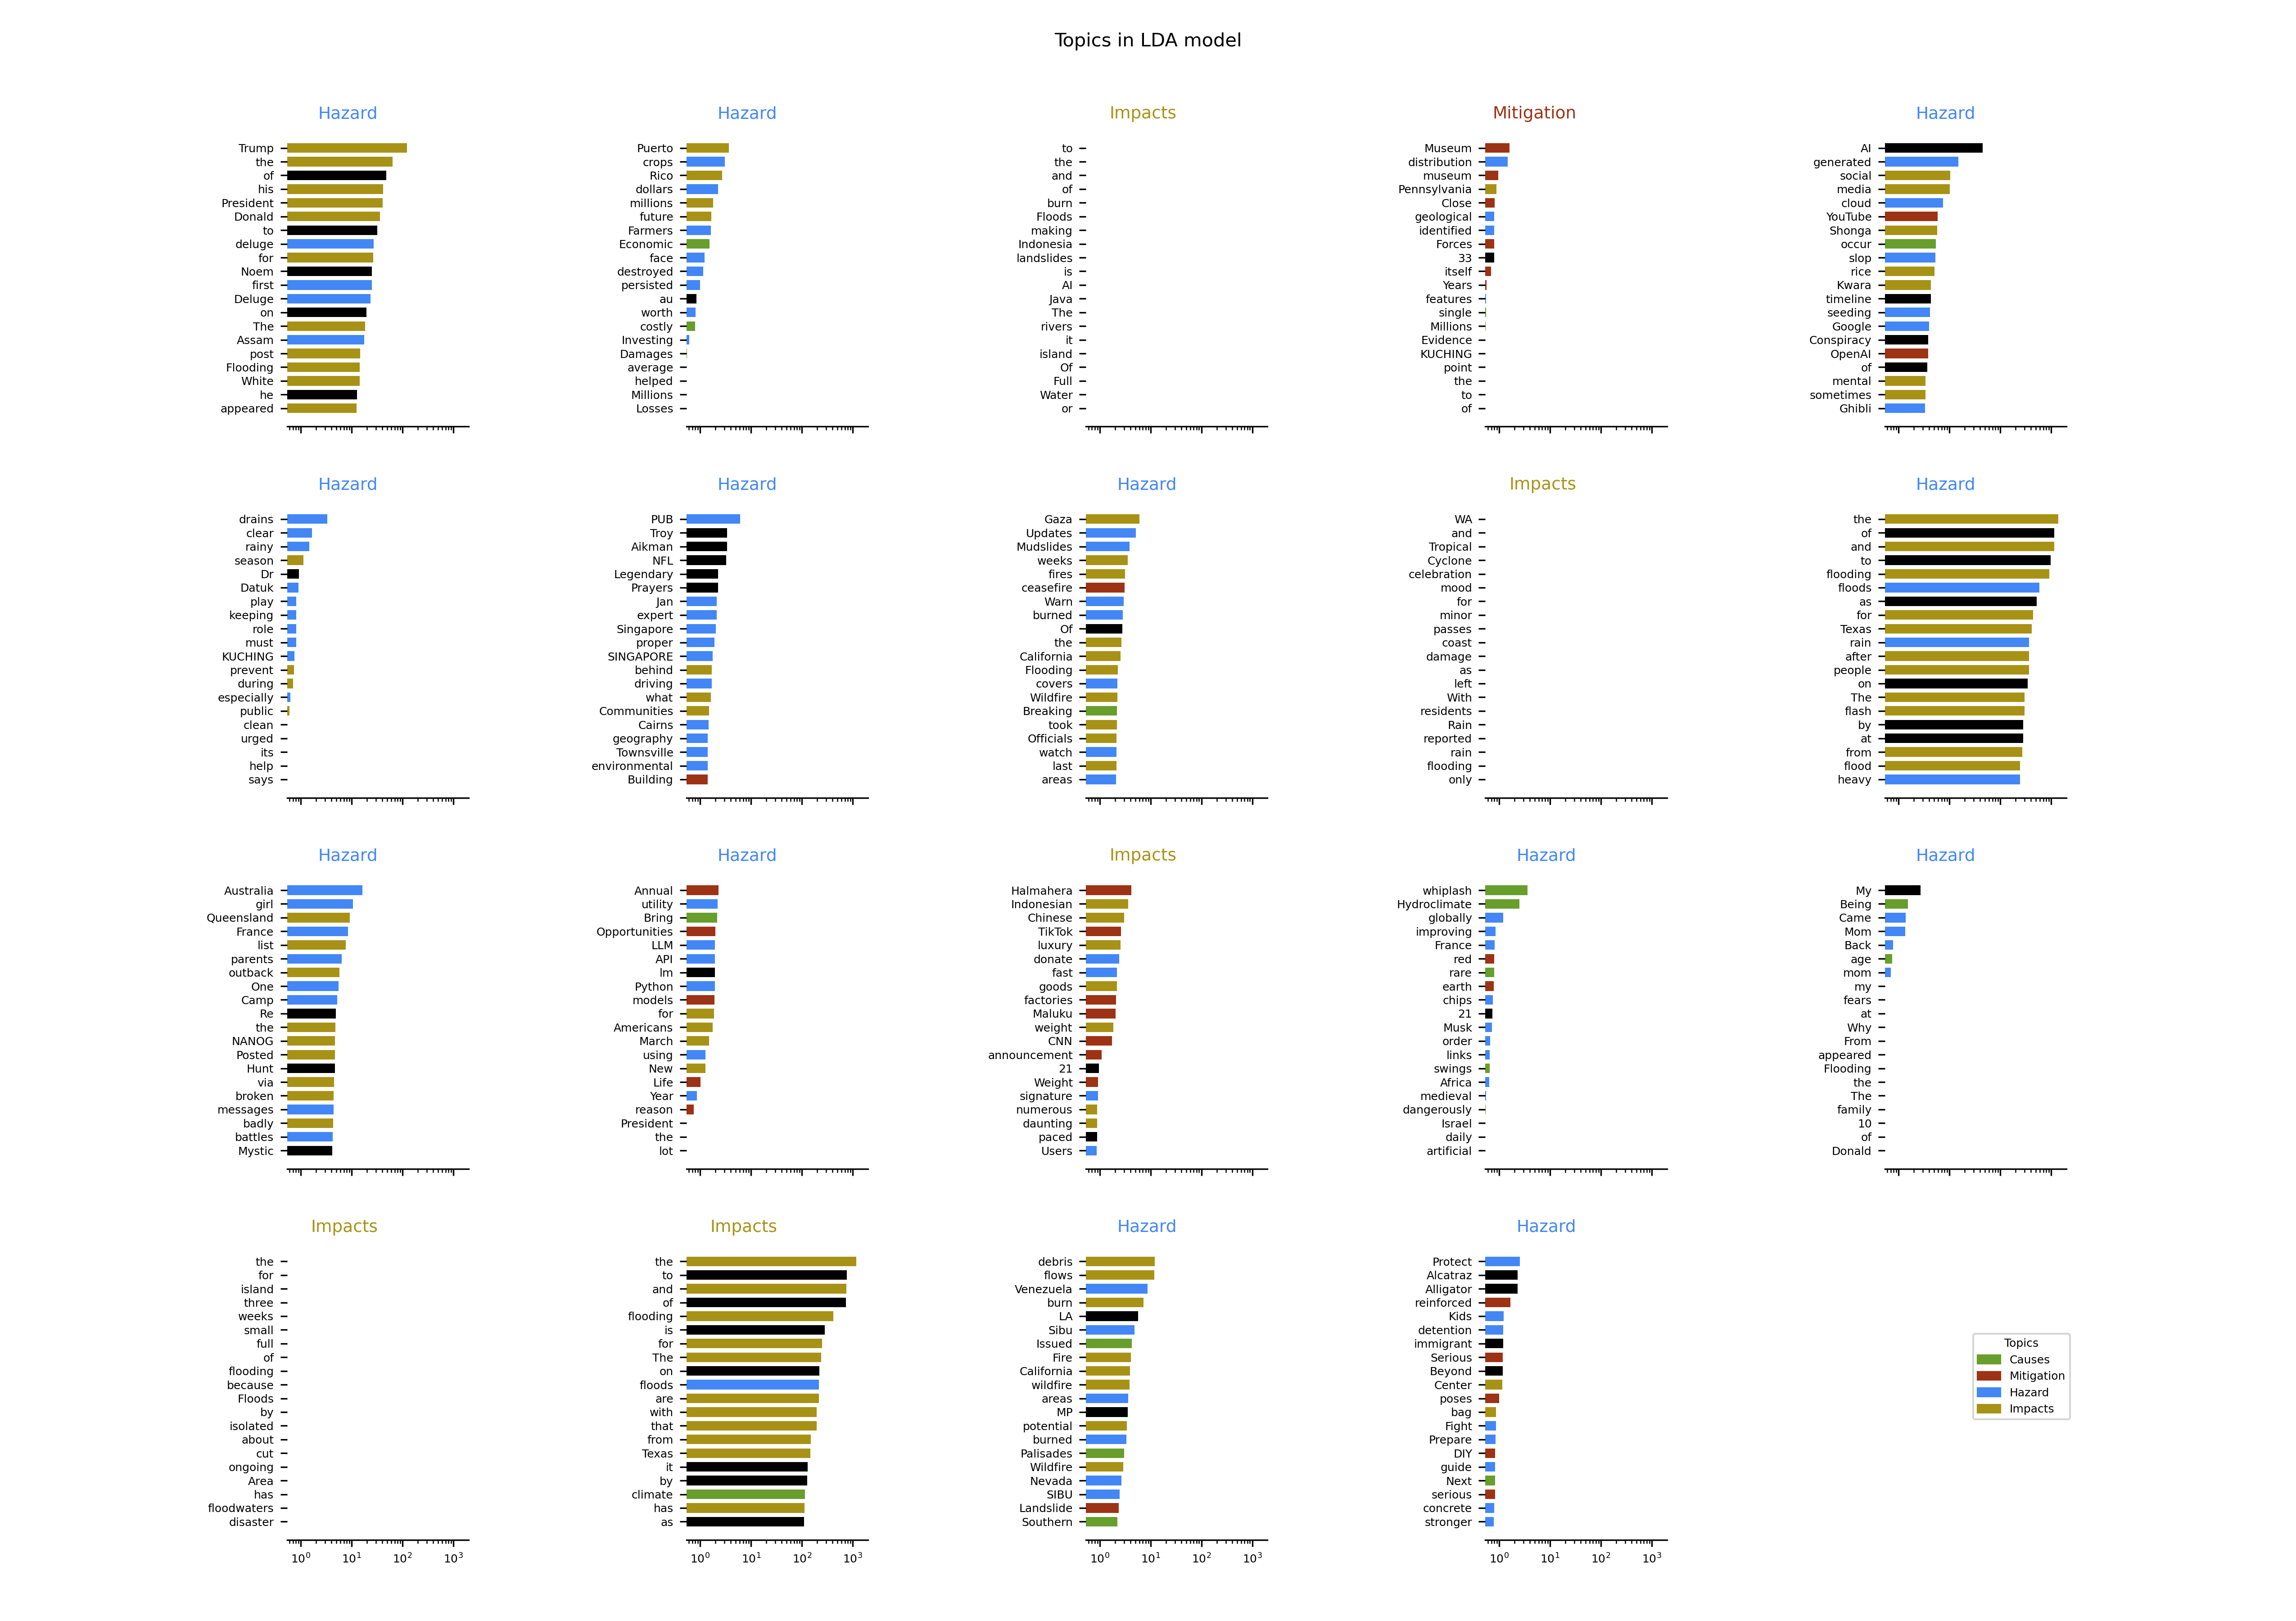 Topics in LDA model
Hazard
Trump
the
of
his
President
Donald
to
deluge
for
Noem
first
Deluge
on
The
Assam
post
Flooding
White
he
appeared
Hazard
Puerto
crops
Rico
dollars
millions
future
Farmers
Economic
face
destroyed
persisted
au
worth
costly
Investing
Damages
average
helped
Millions
Losses
Impacts
to
the
and
of
burn
Floods
making
Indonesia
landslides
is
AI
Java
The
rivers
it
island
Of
Full
Water
or
Mitigation
Museum
distribution
museum
Pennsylvania
Close
geological
identified
Forces
33
itself
Years
features
single
Millions
Evidence
KUCHING
point
the
to
of
Hazard
AI
generated
social
media
cloud
YouTube
Shonga
occur
slop
rice
Kwara
timeline
seeding
Google
Conspiracy
OpenAI
of
mental
sometimes
Ghibli
Hazard
drains
clear
rainy
season
Dr
Datuk
play
keeping
role
must
KUCHING
prevent
during
especially
public
clean
urged
its
help
says
Hazard
PUB
Troy
Aikman
NFL
Legendary
Prayers
Jan
expert
Singapore
proper
SINGAPORE
behind
driving
what
Communities
Cairns
geography
Townsville
environmental
Building
Hazard
Gaza
Updates
Mudslides
weeks
fires
ceasefire
Warn
burned
Of
the
California
Flooding
covers
Wildfire
Breaking
took
Officials
watch
last
areas
Impacts
WA
and
Tropical
Cyclone
celebration
mood
for
minor
passes
coast
damage
as
left
With
residents
Rain
reported
rain
flooding
only
Hazard
the
of
and
to
flooding
floods
as
for
Texas
rain
after
people
on
The
flash
by
at
from
flood
heavy
Hazard
Australia
girl
Queensland
France
list
parents
outback
One
Camp
Re
the
NANOG
Posted
Hunt
via
broken
messages
badly
battles
Mystic
Hazard
Annual
utility
Bring
Opportunities
LLM
API
Im
Python
models
for
Americans
March
using
New
Life
Year
reason
President
the
lot
Impacts
Halmahera
Indonesian
Chinese
TikTok
luxury
donate
fast
goods
factories
Maluku
weight
CNN
announcement
21
Weight
signature
numerous
daunting
paced
Users
Hazard
whiplash
Hydroclimate
globally
improving
France
red
rare
earth
chips
21
Musk
order
links
swings
Africa
medieval
dangerously
Israel
daily
artificial
Hazard
My
Being
Came
Mom
Back
age
mom
my
fears
at
Why
From
appeared
Flooding
the
The
family
10
of
Donald
Impacts
the
for
island
three
weeks
small
full
of
flooding
because
Floods
by
isolated
about
cut
ongoing
Area
has
floodwaters
disaster
10⁰ 10¹ 10² 10³
Impacts
the
to
and
of
flooding
is
for
The
on
floods
are
with
that
from
Texas
it
by
climate
has
as
10⁰ 10¹ 10² 10³
Hazard
debris
flows
Venezuela
burn
LA
Sibu
Issued
Fire
California
wildfire
areas
MP
potential
burned
Palisades
Wildfire
Nevada
SIBU
Landslide
Southern
10⁰ 10¹ 10² 10³
Hazard
Protect
Alcatraz
Alligator
reinforced
Kids
detention
immigrant
Serious
Beyond
Center
poses
bag
Fight
Prepare
DIY
guide
Next
serious
concrete
stronger
10⁰ 10¹ 10² 10³
Topics
Causes
Mitigation
Hazard
Impacts